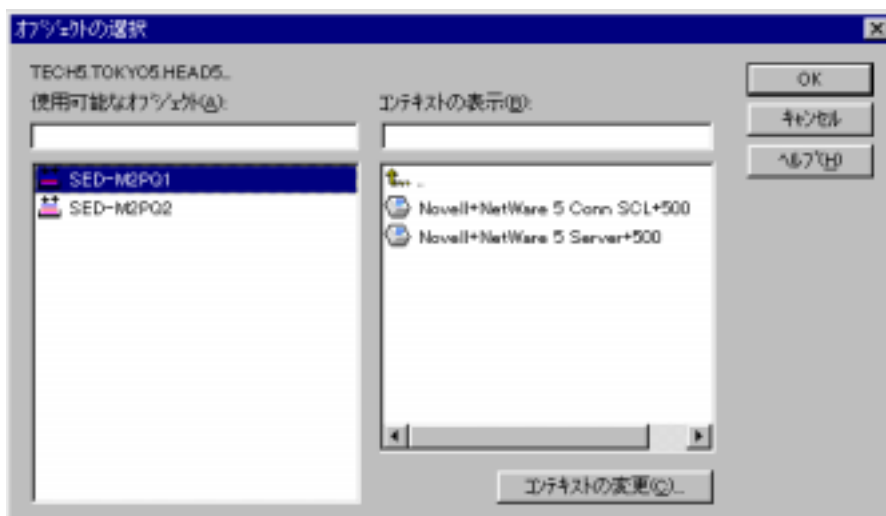 オブジェクトの選択
TECH5.TOKYO5.HEAD5..
使用可能なオブジェクト(A):
SED-M2PQ1
SED-M2PQ2
コンテキストの表示(B):
..
Novell+NetWare 5 Conn SCL+500
Novell+NetWare 5 Server+500
コンテキストの変更(C)...
OK
キャンセル
ヘルプ(H)